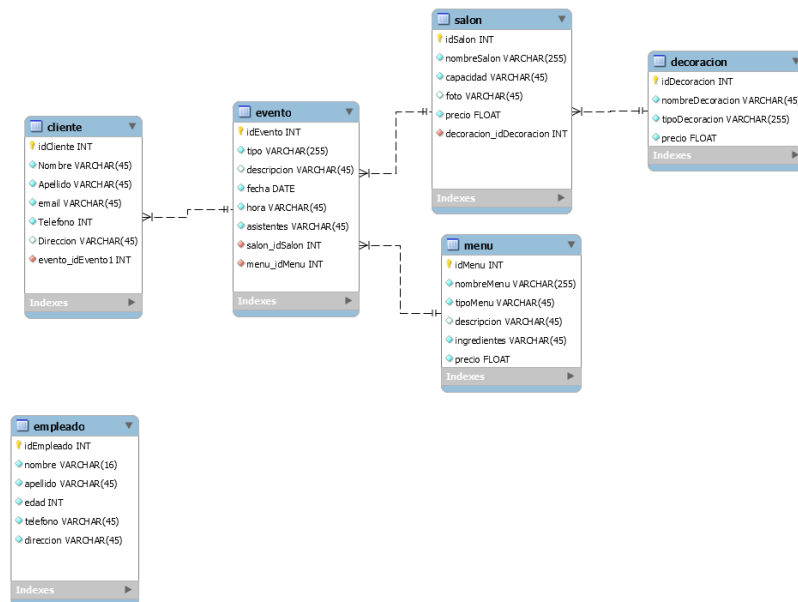 salon
idSalon INT
nombreSalon VARCHAR(255)
capacidad VARCHAR(45)
foto VARCHAR(45)
precio FLOAT
decoracion_idDecoracion INT
Indexes
decoracion
idDecoracion INT
nombreDecoracion VARCHAR(45)
tipoDecoracion VARCHAR(255)
precio FLOAT
Indexes
evento
idEvento INT
tipo VARCHAR(255)
descripcion VARCHAR(45)
fecha DATE
hora VARCHAR(45)
asistentes VARCHAR(45)
salon_idSalon INT
menu_idMenu INT
Indexes
cliente
idCliente INT
Nombre VARCHAR(45)
Apellido VARCHAR(45)
email VARCHAR(45)
Telefono INT
Direccion VARCHAR(45)
evento_idEvento1 INT
Indexes
menu
idMenu INT
nombreMenu VARCHAR(255)
tipoMenu VARCHAR(45)
descripcion VARCHAR(45)
ingredientes VARCHAR(45)
precio FLOAT
Indexes
empleado
idEmpleado INT
nombre VARCHAR(16)
apellido VARCHAR(45)
edad INT
telefono VARCHAR(45)
direccion VARCHAR(45)
Indexes